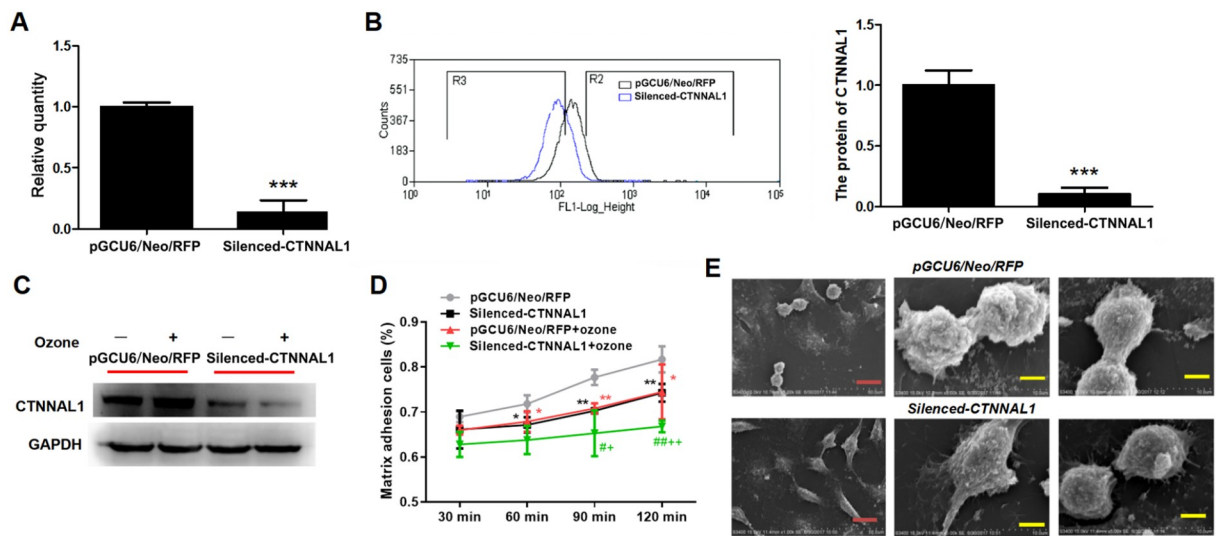 A
1.5
1.0
0.5
0.0
Relative quantity
***
pGCU6/Neo/RFP
Silenced-CTNNAL1
B
735
551
367
183
0
Counts
R3
R2
pGCU6/Neo/RFP
Silenced-CTNNAL1
10⁰
10¹
10²
10³
10⁴
10⁵
FL1-Log_Height
1.5
1.0
0.5
0.0
The protein of CTNNAL1
***
pGCU6/Neo/RFP
Silenced-CTNNAL1
C
Ozone — + — +
pGCU6/Neo/RFP Silenced-CTNNAL1
CTNNAL1
GAPDH
D
pGCU6/Neo/RFP
Silenced-CTNNAL1
pGCU6/Neo/RFP+ozone
Silenced-CTNNAL1+ozone
0.9
0.8
0.7
0.6
0.5
Matrix adhesion cells (%)
* *
** **
** *
#+
##++
30 min 60 min 90 min 120 min
E
pGCU6/Neo/RFP
Silenced-CTNNAL1